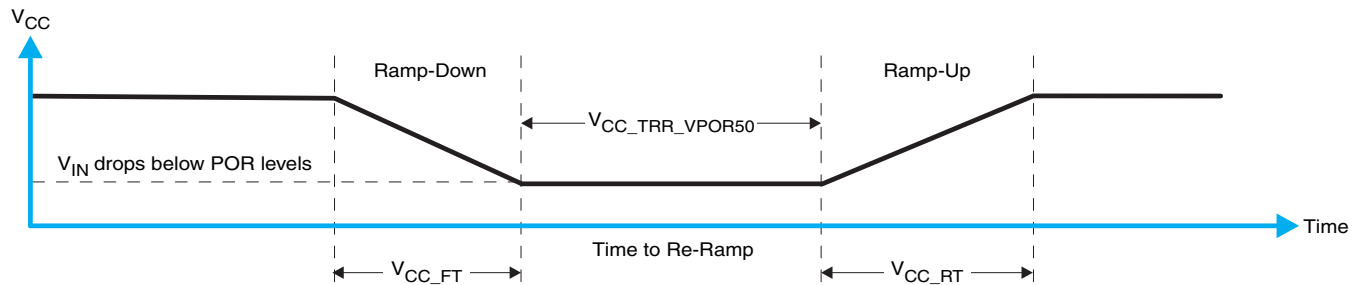 VCC
Ramp-Down
Ramp-Up
VCC_TRR_VPOR50
VIN drops below POR levels
Time
Time to Re-Ramp
VCC_FT
VCC_RT